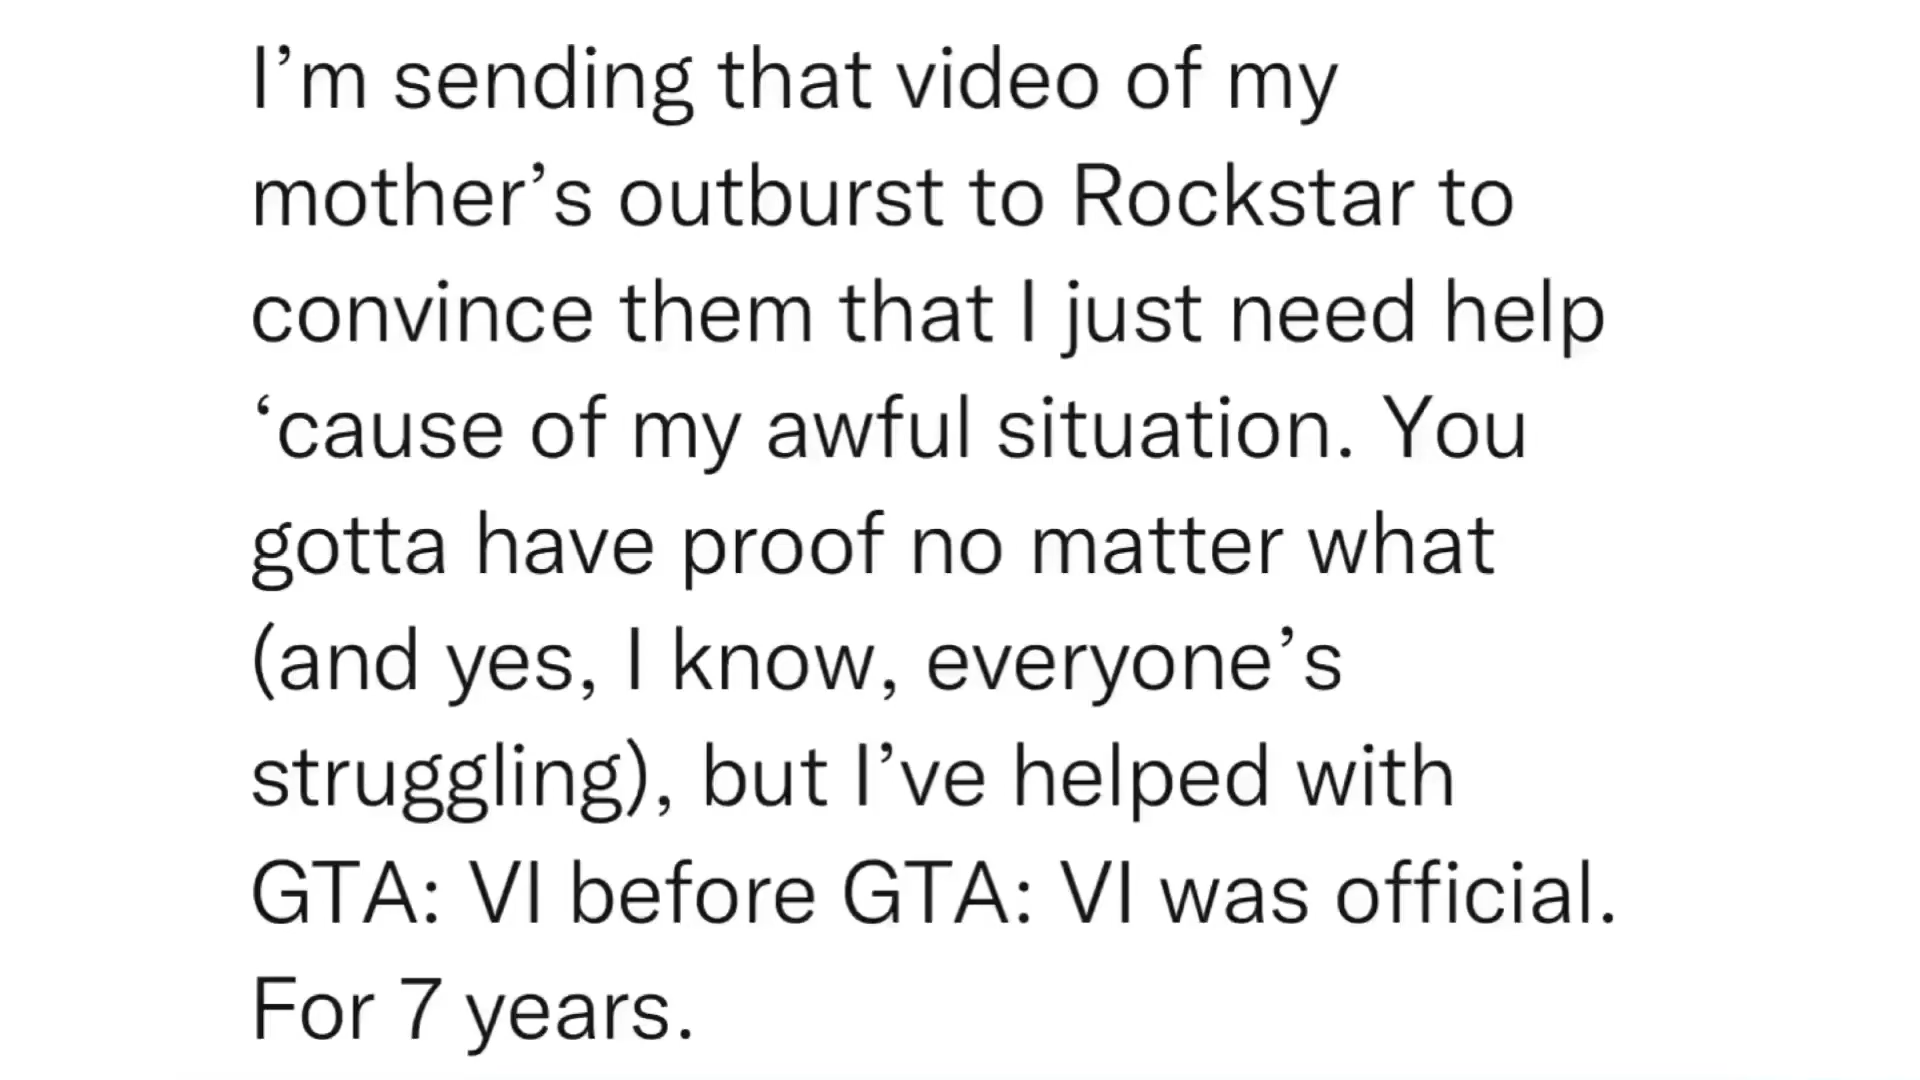 I’m sending that video of my
mother’s outburst to Rockstar to
convince them that I just need help
‘cause of my awful situation. You
gotta have proof no matter what
(and yes, I know, everyone’s
struggling), but I’ve helped with
GTA: VI before GTA: VI was official.
For 7 years.